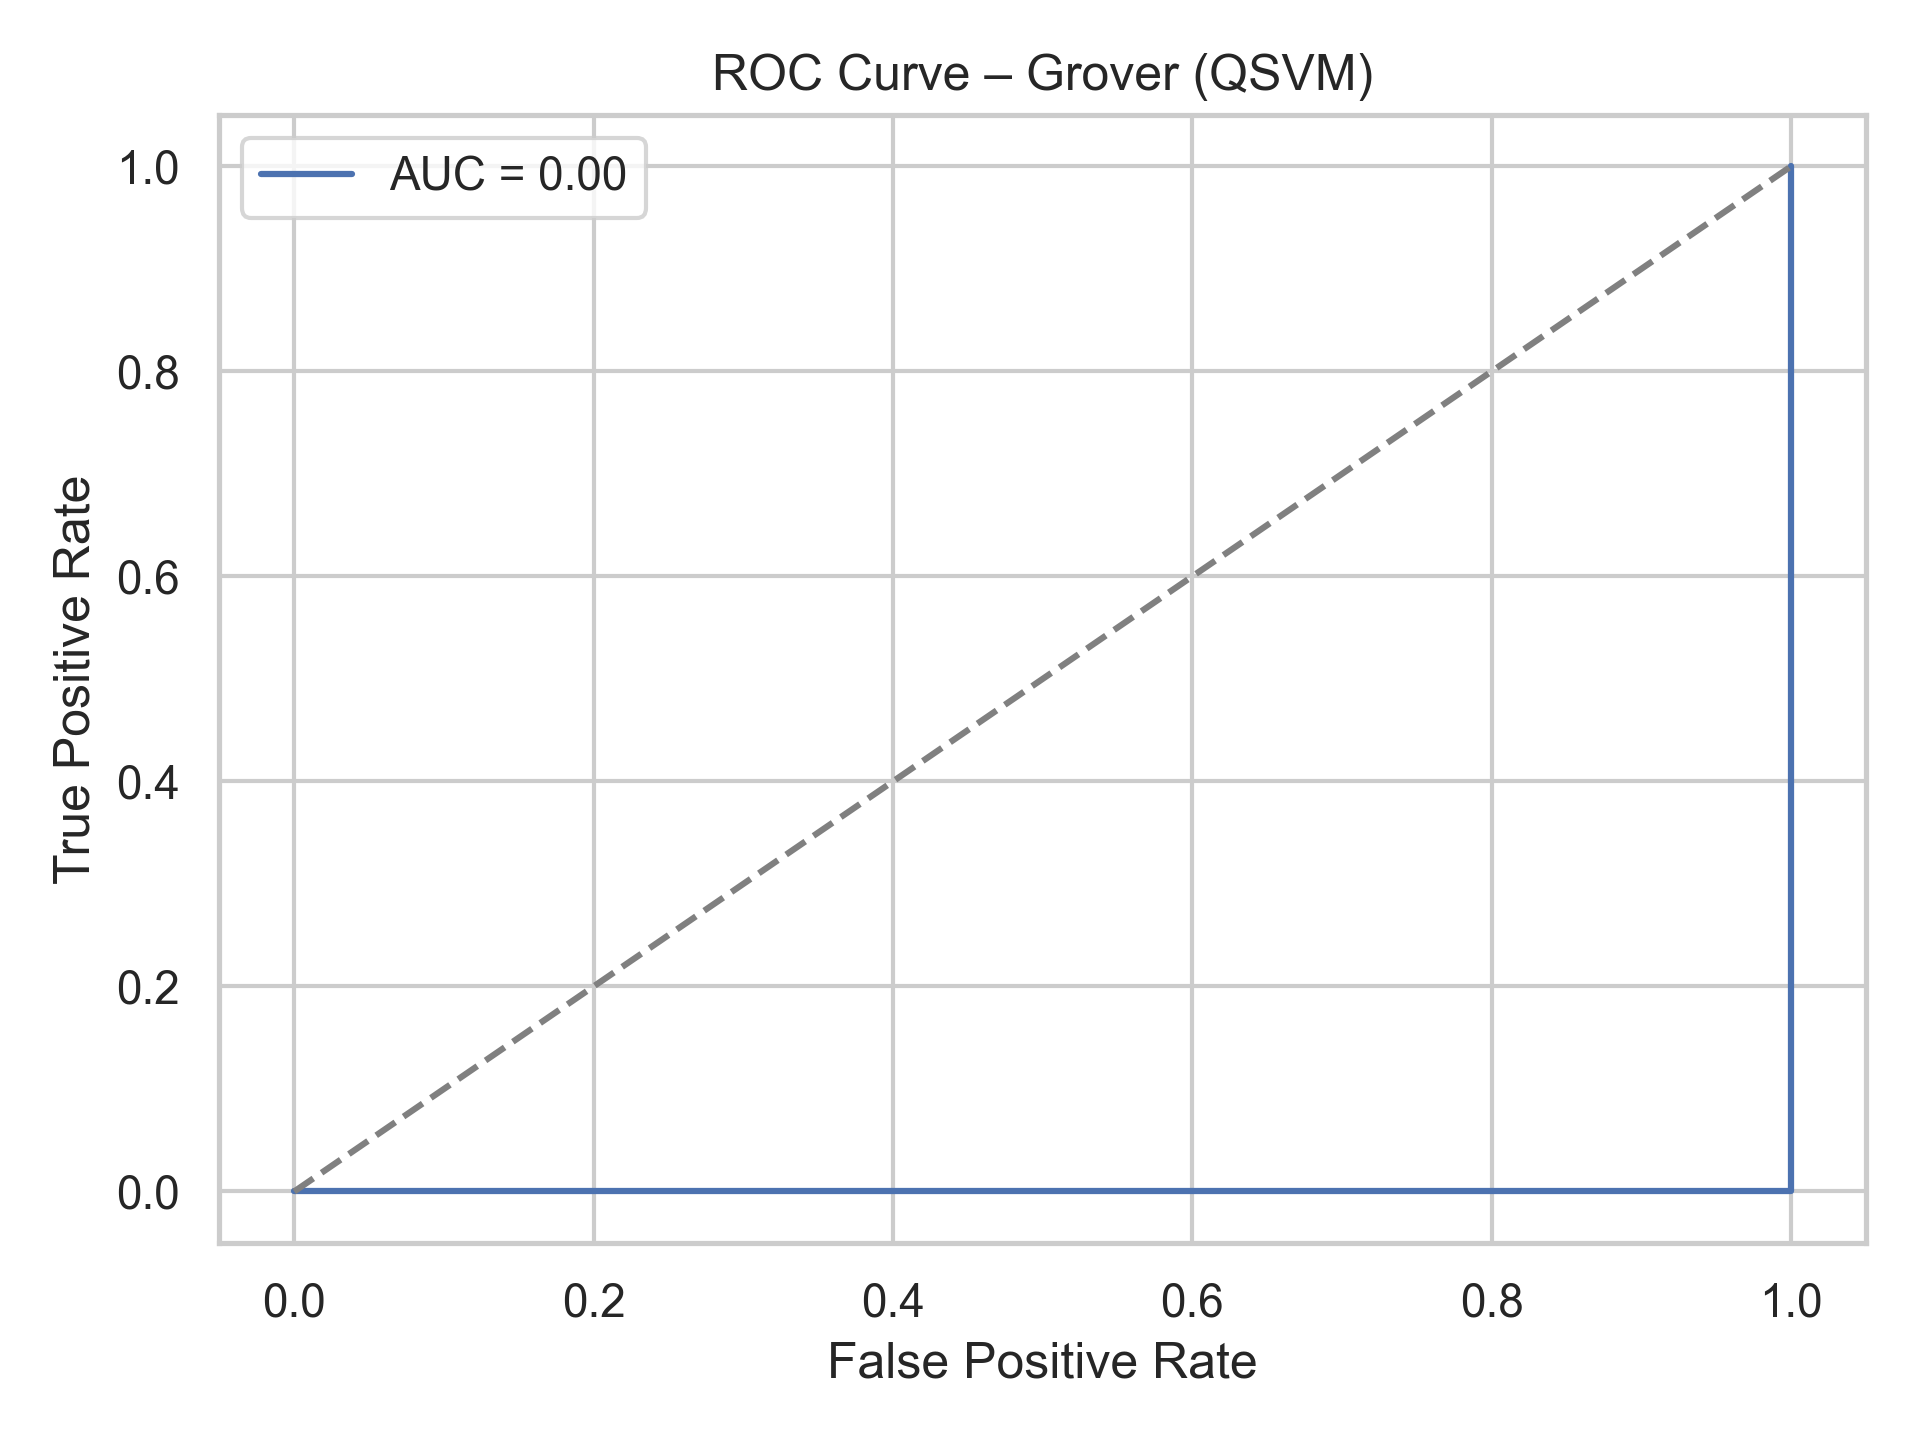 ROC Curve – Grover (QSVM)
AUC = 0.00
1.0
0.8
0.6
0.4
0.2
0.0
True Positive Rate
0.0 0.2 0.4 0.6 0.8 1.0
False Positive Rate